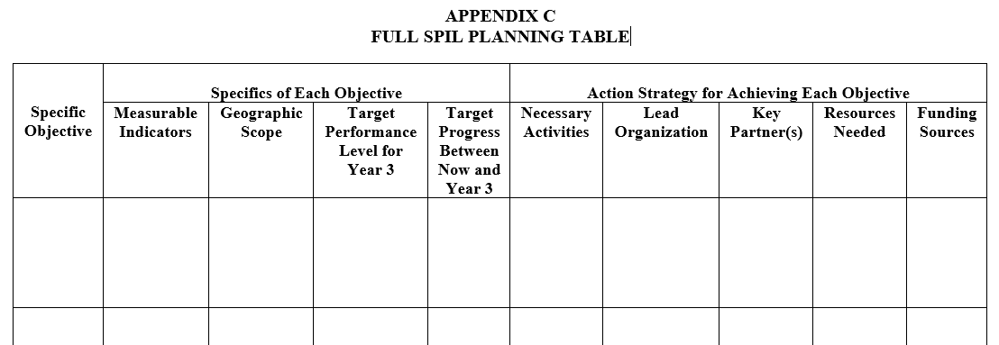 APPENDIX C
FULL SPIL PLANNING TABLE
Specific
Objective
Specifics of Each Objective
Action Strategy for Achieving Each Objective
Measurable
Indicators
Geographic
Scope
Target
Performance
Level for
Year 3
Target
Progress
Between
Now and
Year 3
Necessary
Activities
Lead
Organization
Key
Partner(s)
Resources
Needed
Funding
Sources